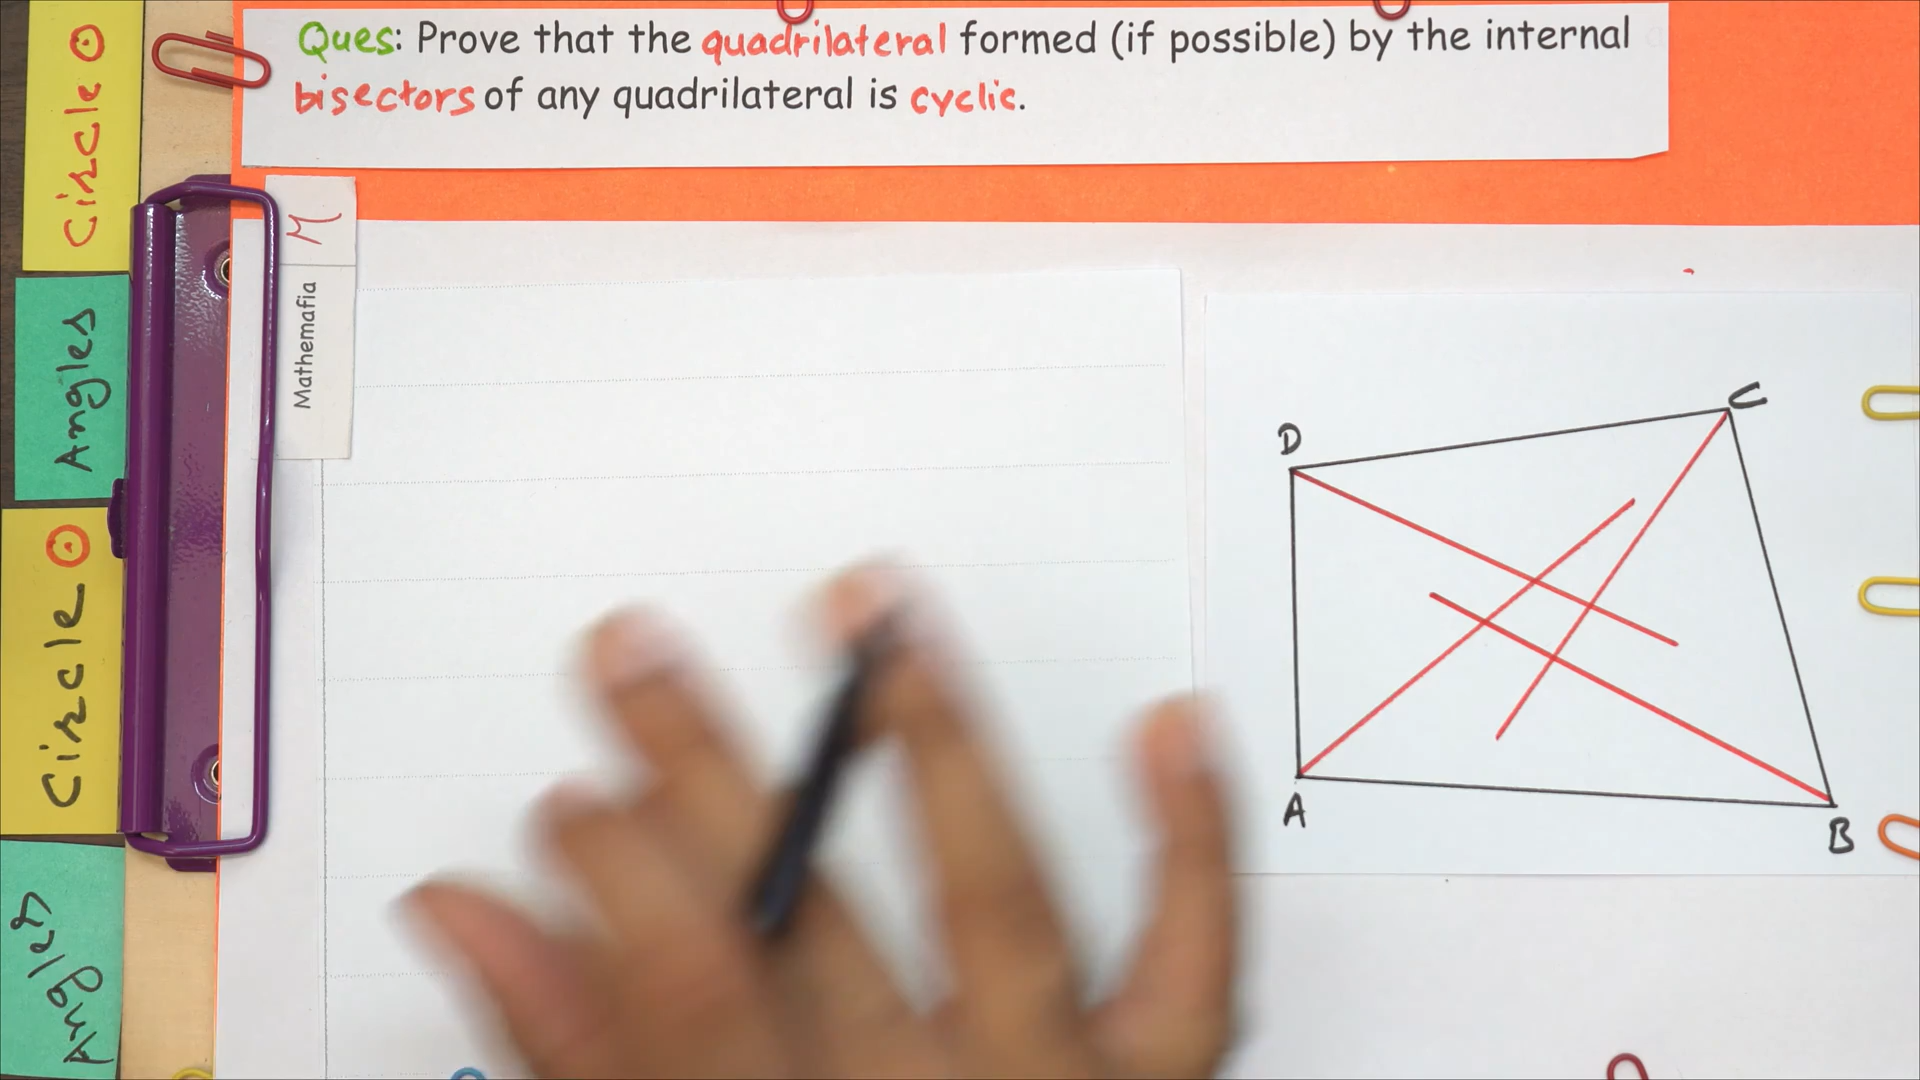 Ques: Prove that the quadrilateral formed (if possible) by the internal
bisectors of any quadrilateral is cyclic.
Circle
Angles
Circle
Angles
M
Mathemafia
D
C
A
B